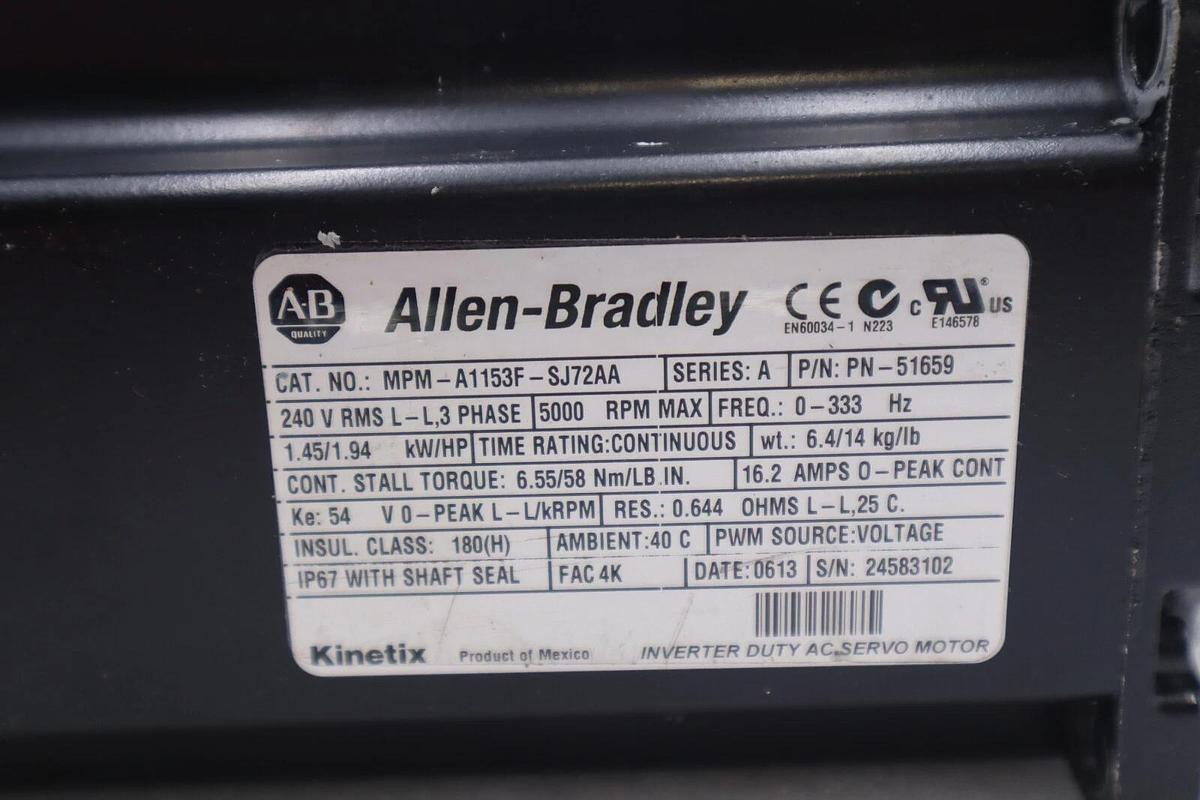 A-B QUALITY Allen-Bradley CE C UR US ®
EN60034-1 N223 E146578
CAT. NO.: MPM-A1153F-SJ72AA SERIES: A P/N: PN-51659
240 V RMS L-L,3 PHASE 5000 RPM MAX FREQ.: 0-333 Hz
1.45/1.94 kW/HP TIME RATING:CONTINUOUS wt.: 6.4/14 kg/lb
CONT. STALL TORQUE: 6.55/58 Nm/LB.IN. 16.2 AMPS 0-PEAK CONT
Ke: 54 V 0-PEAK L-L/kRPM RES.: 0.644 OHMS L-L,25 C.
INSUL. CLASS: 180(H) AMBIENT:40 C PWM SOURCE:VOLTAGE
IP67 WITH SHAFT SEAL FAC 4K DATE: 0613 S/N: 24583102
Kinetix Product of Mexico INVERTER DUTY AC SERVO MOTOR